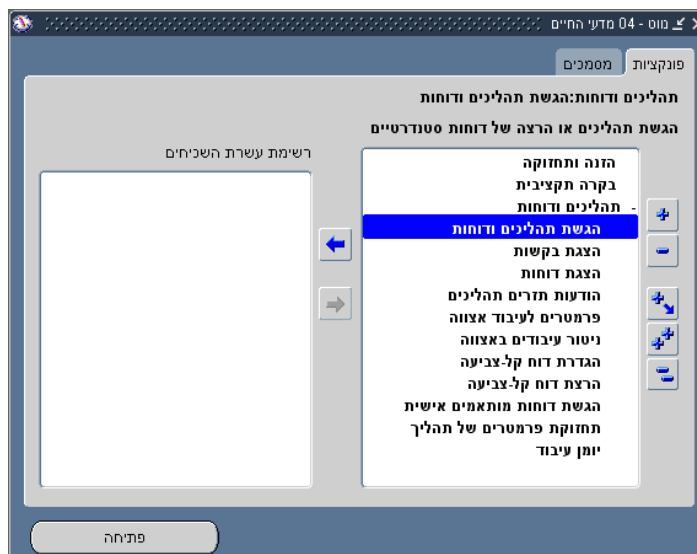 מוט - 04 מדעי החיים
פונקציות
מסמכים
תהליכים ודוחות:הגשת תהליכים ודוחות
הגשת תהליכים או הרצה של דוחות סטנדרטיים
רשימת עשרת השכיחים
הזנה ותחזוקה
בקרה תקציבית
- תהליכים ודוחות
הגשת תהליכים ודוחות
הצגת בקשות
הצגת דוחות
הודעות תזרים תהליכים
פרמטרים לעיבוד אצווה
ניטור עיבודים באצווה
הגדרת דוח קל-צביעה
הרצת דוח קל-צביעה
הגשת דוחות מותאמים אישית
תחזוקת פרמטרים של תהליך
יומן עיבוד
פתיחה